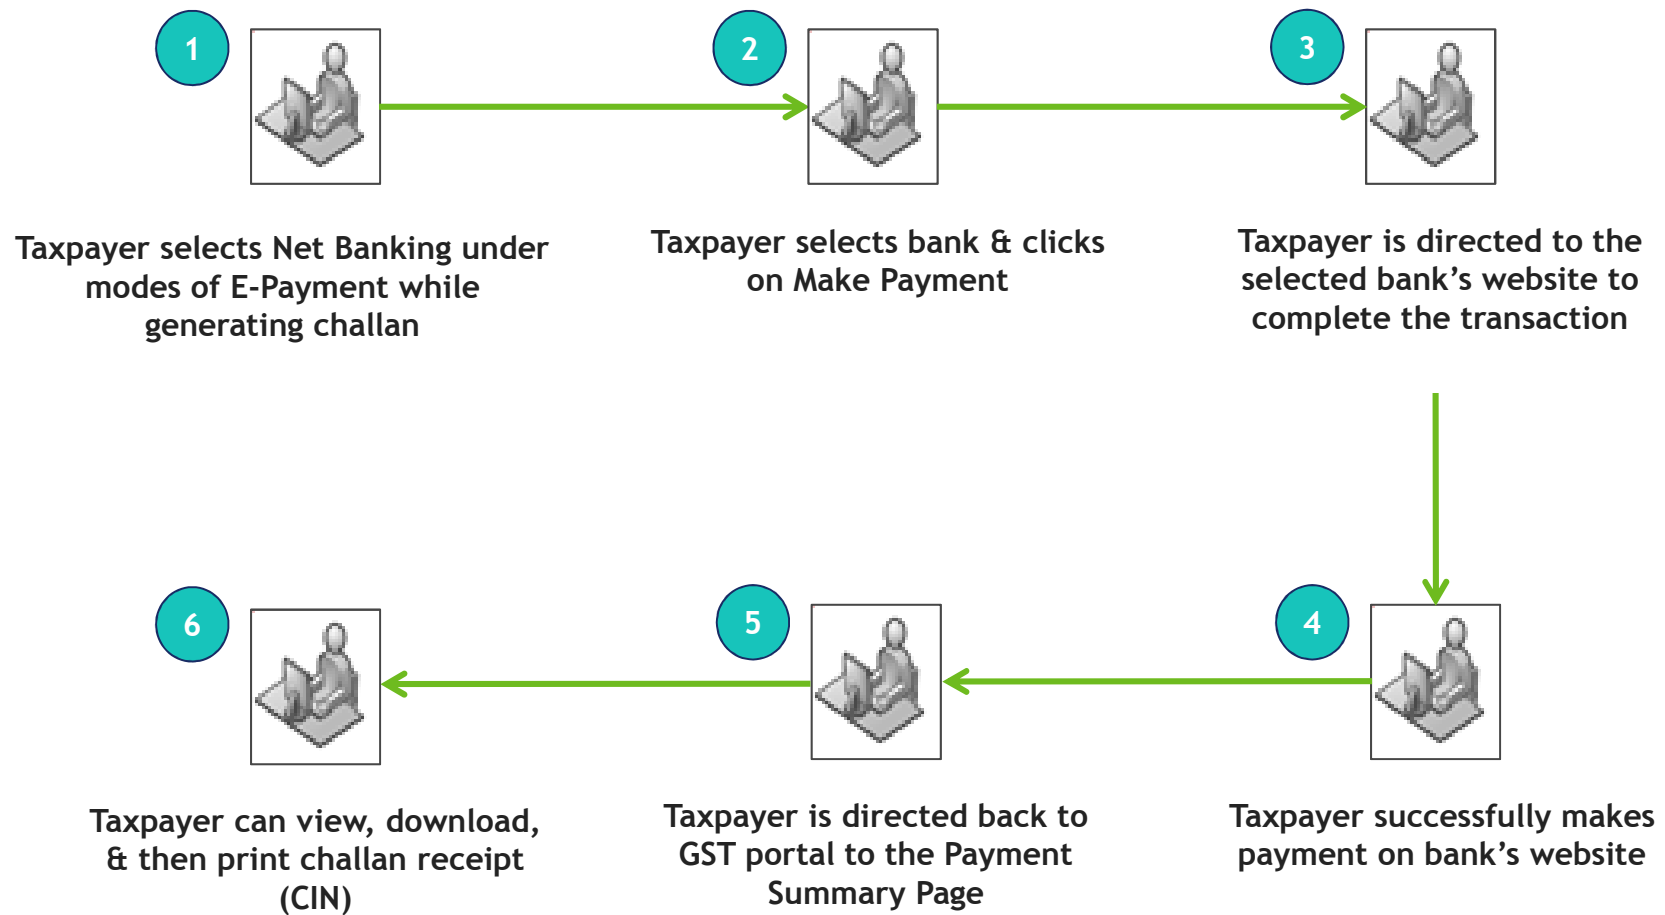 1
Taxpayer selects Net Banking under
modes of E-Payment while
generating challan
2
Taxpayer selects bank & clicks
on Make Payment
3
Taxpayer is directed to the
selected bank’s website to
complete the transaction
4
Taxpayer successfully makes
payment on bank’s website
5
Taxpayer is directed back to
GST portal to the Payment
Summary Page
6
Taxpayer can view, download,
& then print challan receipt
(CIN)